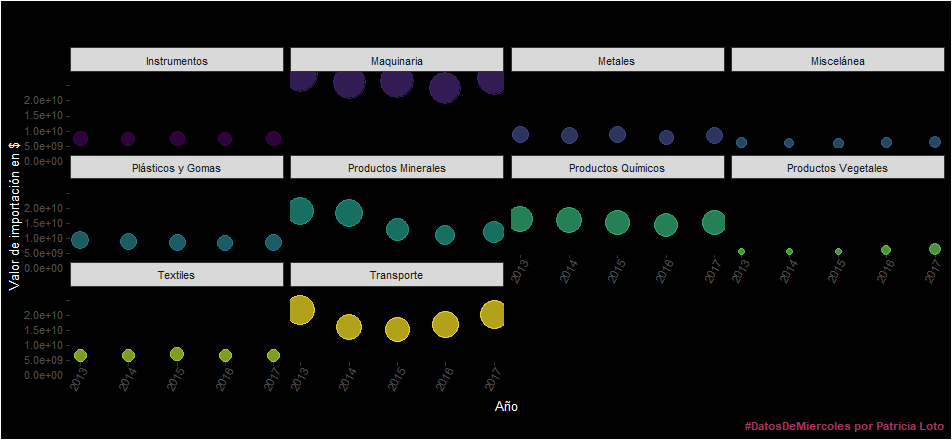 Instrumentos
Maquinaria
Metales
Miscelánea
2.0e+10
1.5e+10
1.0e+10
5.0e+09
0.0e+00
Plásticos y Gomas
Productos Minerales
Productos Químicos
Productos Vegetales
2.0e+10
1.5e+10
1.0e+10
5.0e+09
0.0e+00
2013
2014
2015
2016
2017
2013
2014
2015
2016
2017
Textiles
Transporte
2.0e+10
1.5e+10
1.0e+10
5.0e+09
0.0e+00
2013
2014
2015
2016
2017
2013
2014
2015
2016
2017
Valor de importación en $
Año
#DatosDeMiercoles por Patricia Loto